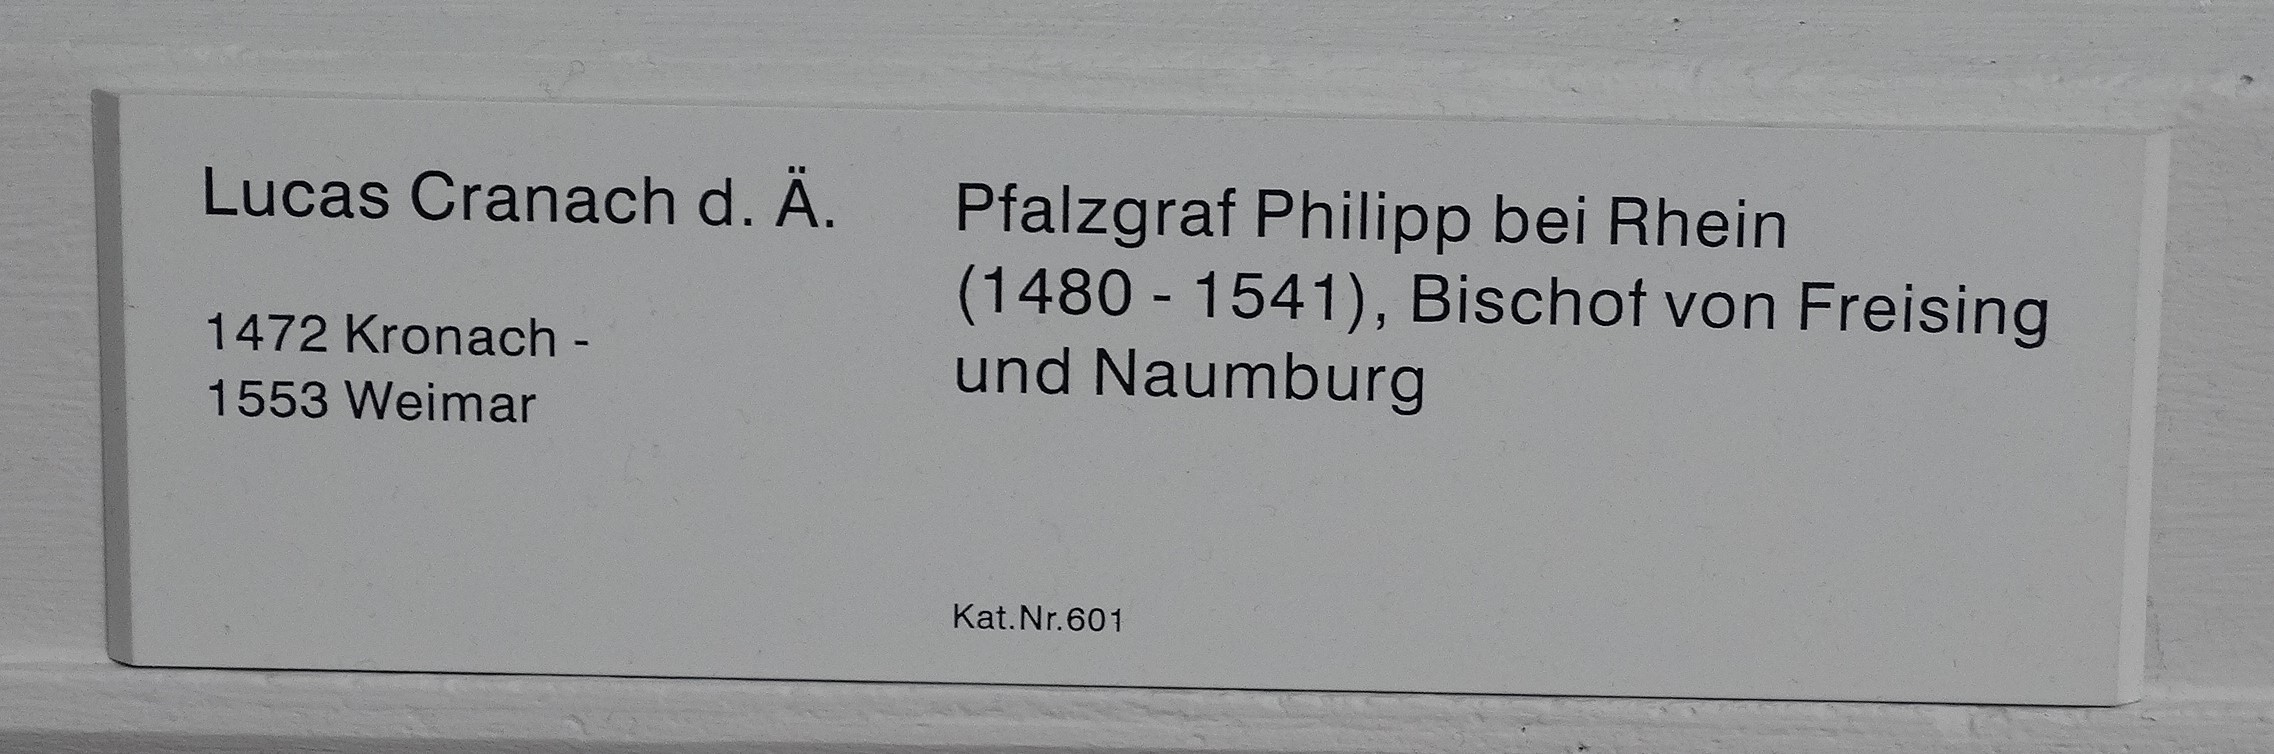 Lucas Cranach d. Ä.
1472 Kronach -
1553 Weimar
Pfalzgraf Philipp bei Rhein
(1480 - 1541), Bischof von Freising
und Naumburg
Kat.Nr.601